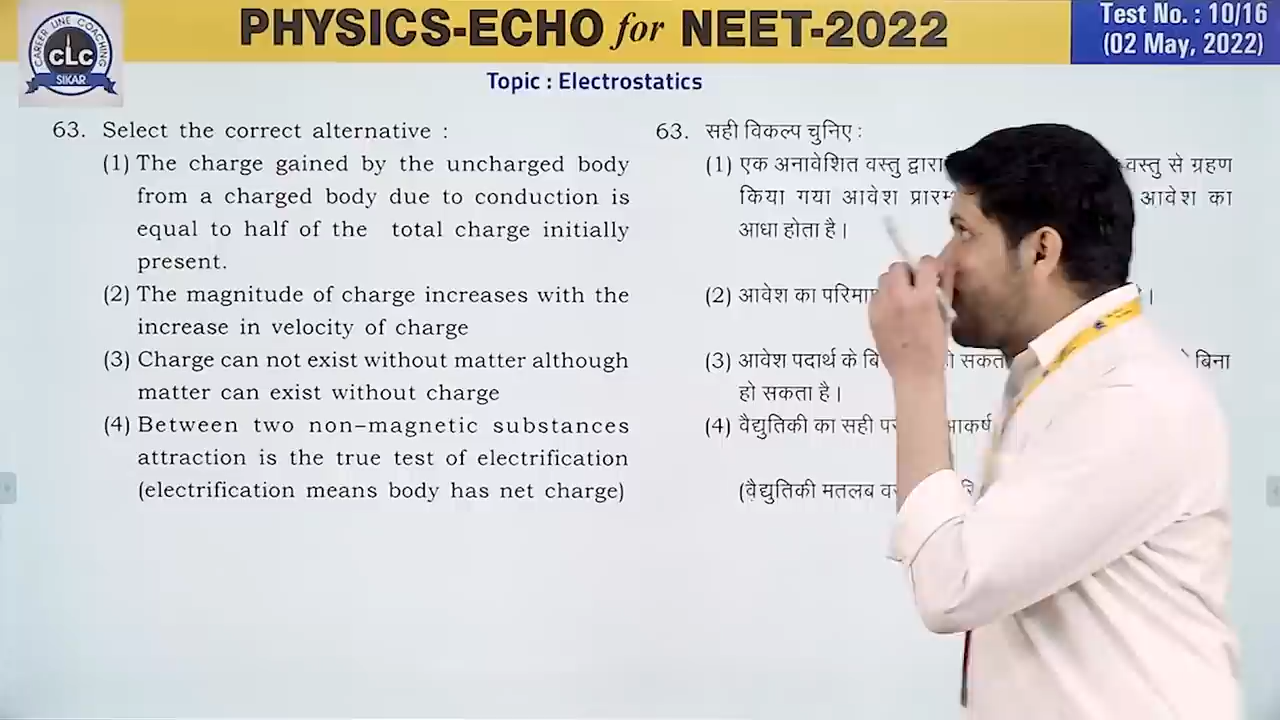 PHYSICS-ECHO for NEET-2022
Test No. : 10/16
(02 May, 2022)
CAREER LINE COACHING
CLC
SIKAR
Topic : Electrostatics
63. Select the correct alternative :
(1) The charge gained by the uncharged body
from a charged body due to conduction is
equal to half of the total charge initially
present.
(2) The magnitude of charge increases with the
increase in velocity of charge
(3) Charge can not exist without matter although
matter can exist without charge
(4) Between two non–magnetic substances
attraction is the true test of electrification
(electrification means body has net charge)
63. सही विकल्प चुनिए :
(1) एक अनावेशित वस्तु द्वारा वस्तु से ग्रहण
किया गया आवेश आवेश का
आधा होता है।
(2) आवेश का
(3) आवेश पदार्थ के बिना
हो सकता है।
(4) वैद्युतिकी का सही
(वैद्युतिकी मतलब